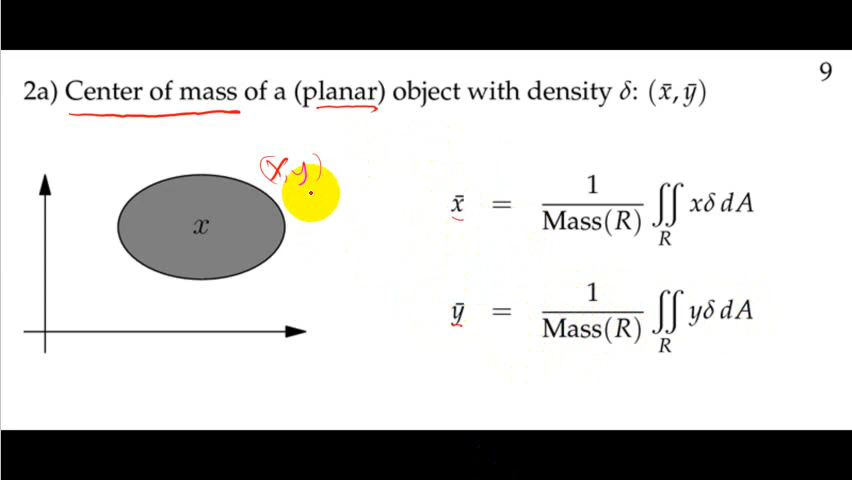 9
2a) Center of mass of a (planar) object with density δ: (x̄, ȳ)
(x,y)
x
x̄ = 1/Mass(R) ∬_R xδ dA
ȳ = 1/Mass(R) ∬_R yδ dA